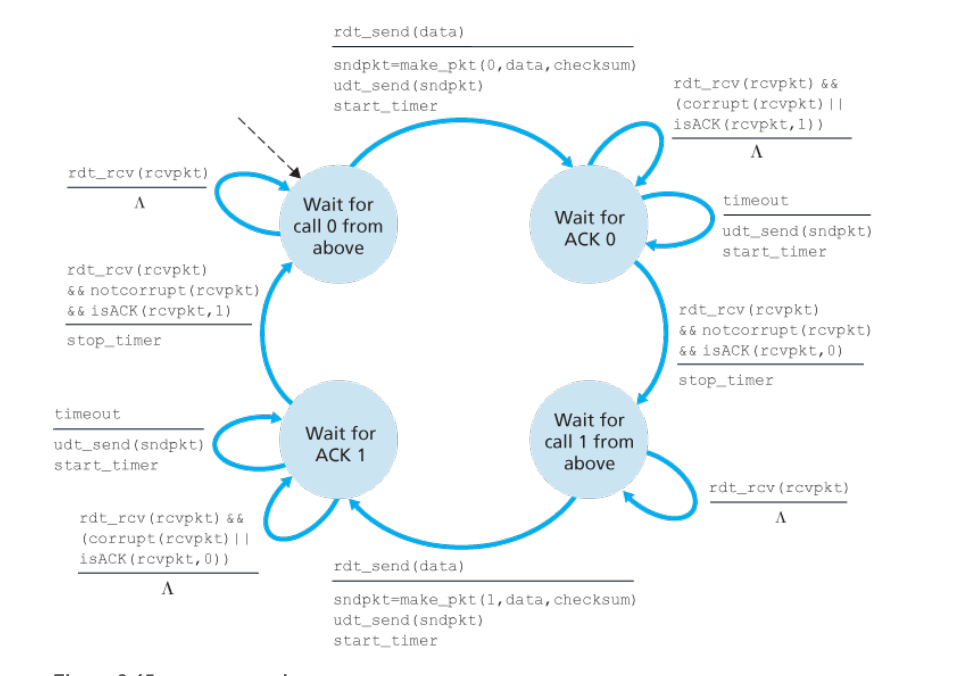 rdt_send(data)
sndpkt=make_pkt(0,data,checksum)
udt_send(sndpkt)
start_timer
rdt_rcv(rcvpkt) &&
(corrupt(rcvpkt)||
isACK(rcvpkt,1))
Λ
rdt_rcv(rcvpkt)
Λ
Wait for
call 0 from
above
Wait for
ACK 0
timeout
udt_send(sndpkt)
start_timer
rdt_rcv(rcvpkt)
&& notcorrupt(rcvpkt)
&& isACK(rcvpkt,1)
stop_timer
rdt_rcv(rcvpkt)
&& notcorrupt(rcvpkt)
&& isACK(rcvpkt,0)
stop_timer
timeout
udt_send(sndpkt)
start_timer
Wait for
ACK 1
Wait for
call 1 from
above
rdt_rcv(rcvpkt)
Λ
rdt_rcv(rcvpkt) &&
(corrupt(rcvpkt)||
isACK(rcvpkt,0))
Λ
rdt_send(data)
sndpkt=make_pkt(1,data,checksum)
udt_send(sndpkt)
start_timer